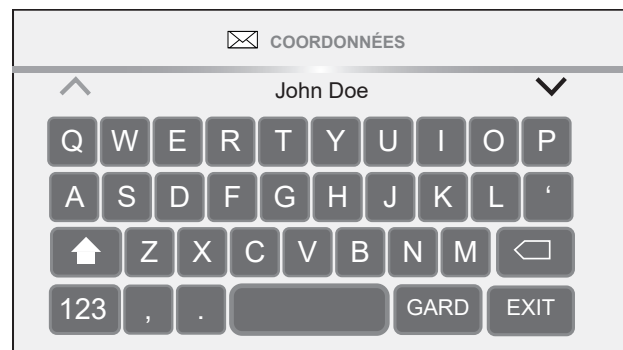 COORDONNÉES
John Doe
Q W E R T Y U I O P
A S D F G H J K L ‘
Z X C V B N M
123 , . GARD EXIT